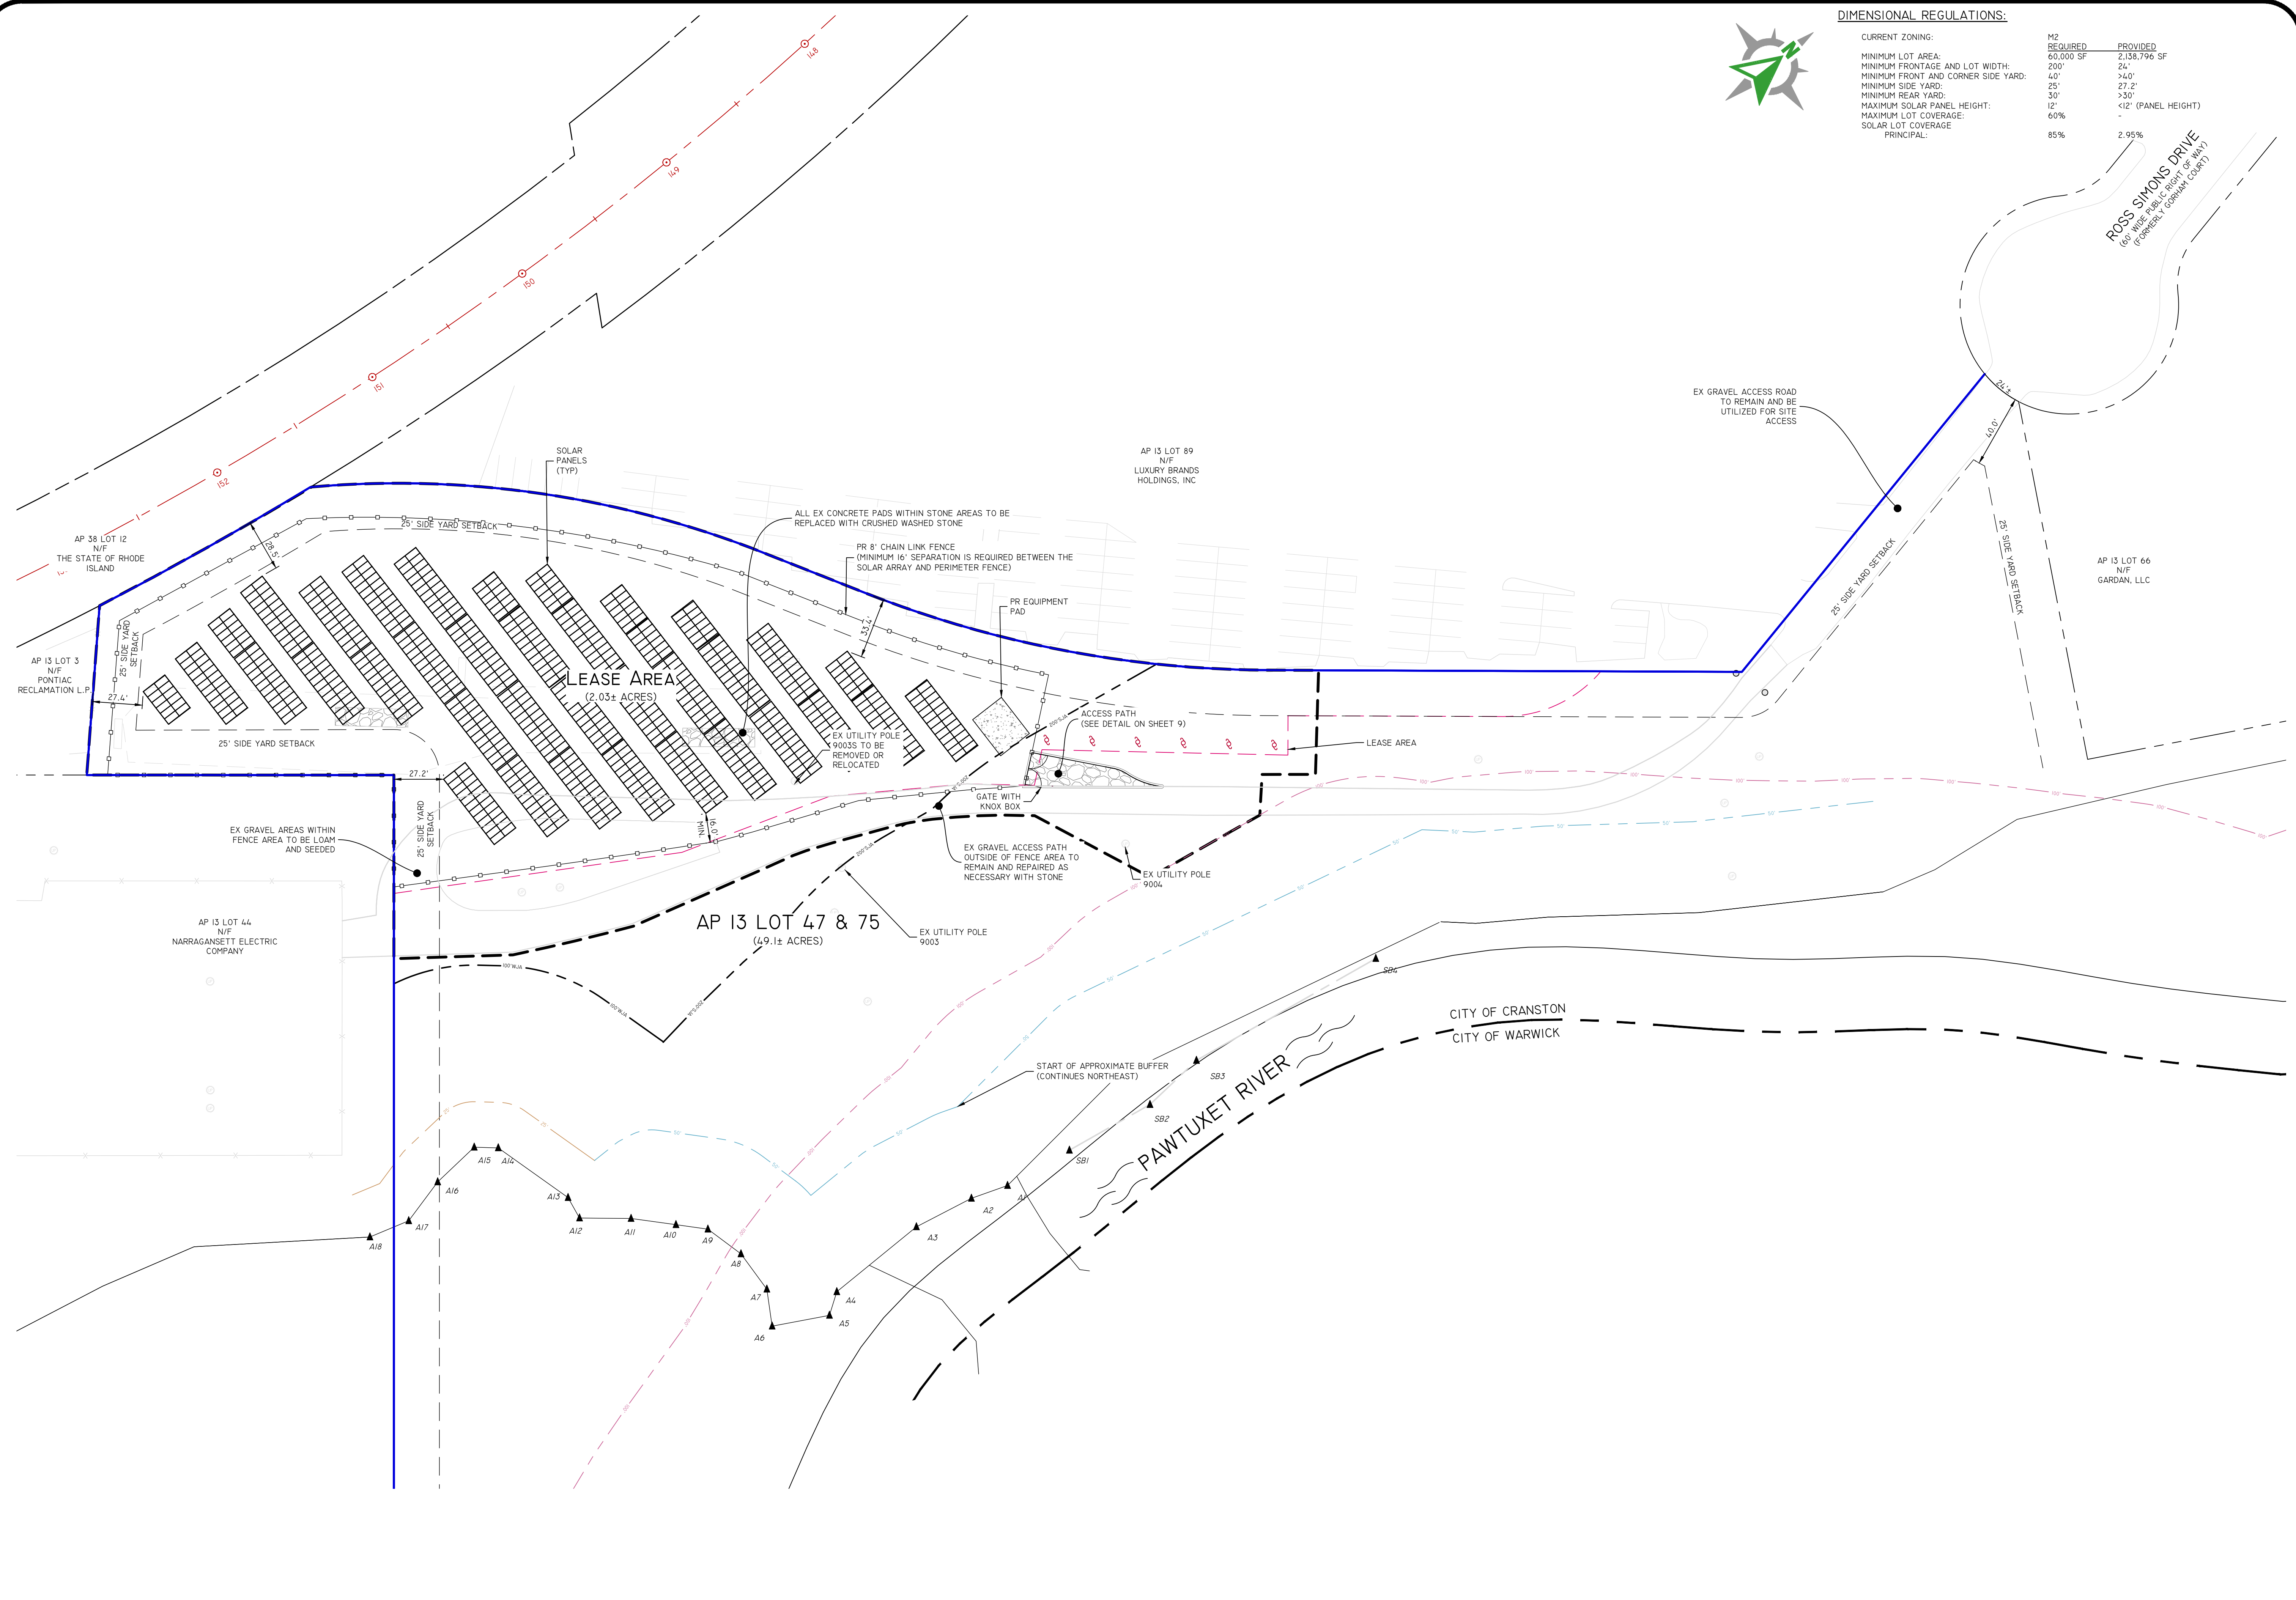 DIMENSIONAL REGULATIONS:
CURRENT ZONING: M2
REQUIRED PROVIDED
MINIMUM LOT AREA: 60,000 SF 2,138,796 SF
MINIMUM FRONTAGE AND LOT WIDTH: 200' 24'
MINIMUM FRONT AND CORNER SIDE YARD: 40' >40'
MINIMUM SIDE YARD: 25' 27.2'
MINIMUM REAR YARD: 30' >30'
MAXIMUM SOLAR PANEL HEIGHT: 12' <12' (PANEL HEIGHT)
MAXIMUM LOT COVERAGE: 60% -
SOLAR LOT COVERAGE
PRINCIPAL: 85% 2.95%
N
ROSS SIMONS DRIVE
(60' WIDE PUBLIC RIGHT OF WAY)
(FORMERLY GORHAM COURT)
148
149
150
151
152
24'±
40.0'
EX GRAVEL ACCESS ROAD
TO REMAIN AND BE
UTILIZED FOR SITE
ACCESS
AP 13 LOT 89
N/F
LUXURY BRANDS
HOLDINGS, INC
SOLAR
PANELS
(TYP)
ALL EX CONCRETE PADS WITHIN STONE AREAS TO BE
REPLACED WITH CRUSHED WASHED STONE
25' SIDE YARD SETBACK
28.5'
AP 38 LOT 12
N/F
THE STATE OF RHODE
ISLAND
PR 8' CHAIN LINK FENCE
(MINIMUM 16' SEPARATION IS REQUIRED BETWEEN THE
SOLAR ARRAY AND PERIMETER FENCE)
PR EQUIPMENT
PAD
33.4'
25' SIDE YARD SETBACK
25' SIDE YARD SETBACK
AP 13 LOT 66
N/F
GARDAN, LLC
25' SIDE YARD
SETBACK
AP 13 LOT 3
N/F
PONTIAC
RECLAMATION L.P.
27.4'
LEASE AREA
(2.03± ACRES)
ACCESS PATH
(SEE DETAIL ON SHEET 9)
200'SJA
LEASE AREA
25' SIDE YARD SETBACK
EX UTILITY POLE
9003S TO BE
REMOVED OR
RELOCATED
27.2'
200'SJA
GATE WITH
KNOX BOX
25' SIDE YARD
SETBACK
16.0'
MIN.
EX GRAVEL AREAS WITHIN
FENCE AREA TO BE LOAM
AND SEEDED
200'SJA
EX GRAVEL ACCESS PATH
OUTSIDE OF FENCE AREA TO
REMAIN AND REPAIRED AS
NECESSARY WITH STONE
EX UTILITY POLE
9004
AP 13 LOT 44
N/F
NARRAGANSETT ELECTRIC
COMPANY
AP 13 LOT 47 & 75
(49.1± ACRES)
EX UTILITY POLE
9003
100'WJA
100'WJA
200'SJA
CITY OF CRANSTON
CITY OF WARWICK
START OF APPROXIMATE BUFFER
(CONTINUES NORTHEAST)
PAWTUXET RIVER
SB4
SB3
SB2
SB1
A1
A2
A3
A4
A5
A6
A7
A8
A9
A10
A11
A12
A13
A14
A15
A16
A17
A18